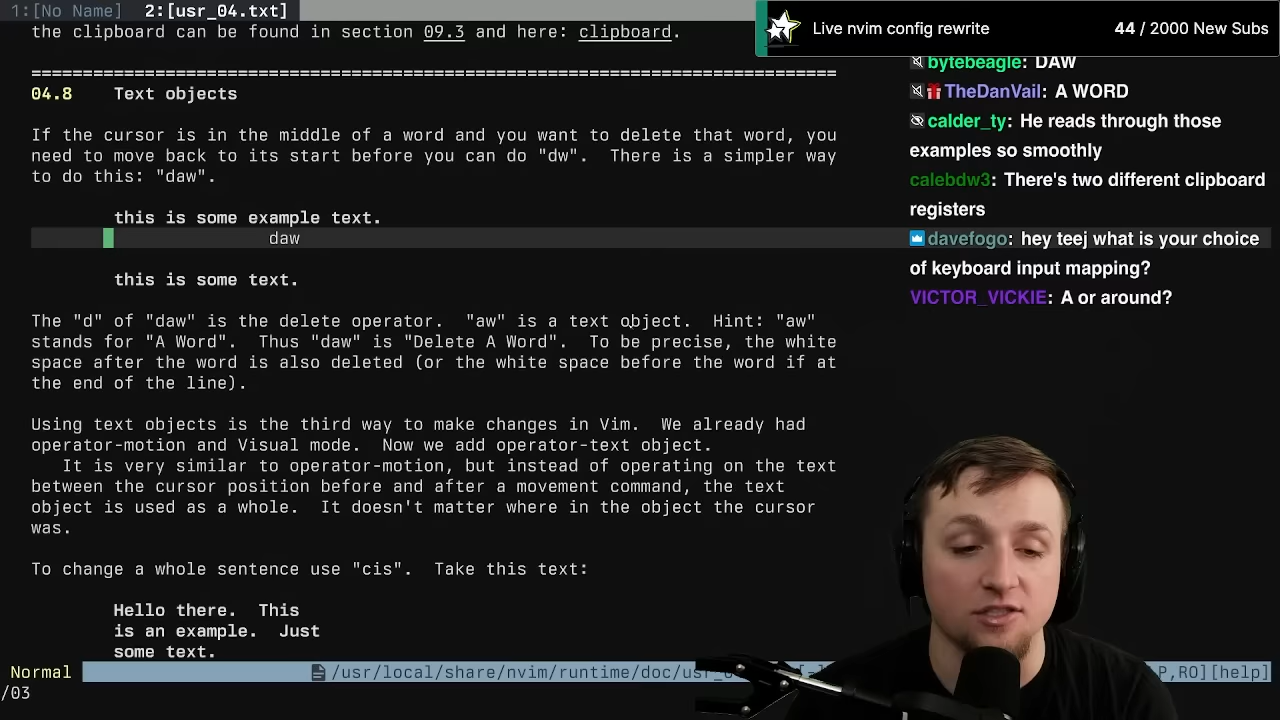 1:[No Name]  2:[usr_04.txt]
the clipboard can be found in section 09.3 and here: clipboard.
==============================================================================
04.8    Text objects
If the cursor is in the middle of a word and you want to delete that word, you
need to move back to its start before you can do "dw".  There is a simpler way
to do this: "daw".
this is some example text.
daw
this is some text.
The "d" of "daw" is the delete operator.  "aw" is a text object.  Hint: "aw"
stands for "A Word".  Thus "daw" is "Delete A Word".  To be precise, the white
space after the word is also deleted (or the white space before the word if at
the end of the line).
Using text objects is the third way to make changes in Vim.  We already had
operator-motion and Visual mode.  Now we add operator-text object.
It is very similar to operator-motion, but instead of operating on the text
between the cursor position before and after a movement command, the text
object is used as a whole.  It doesn't matter where in the object the cursor
was.
To change a whole sentence use "cis".  Take this text:
Hello there.  This
is an example.  Just
some text.
Normal
/usr/local/share/nvim/runtime/doc/
P,RO][help]
/03
Live nvim config rewrite
44 / 2000 New Subs
bytebeagle: DAW
TheDanVail: A WORD
calder_ty: He reads through those
examples so smoothly
calebdw3: There's two different clipboard
registers
davefogo: hey teej what is your choice
of keyboard input mapping?
VICTOR_VICKIE: A or around?